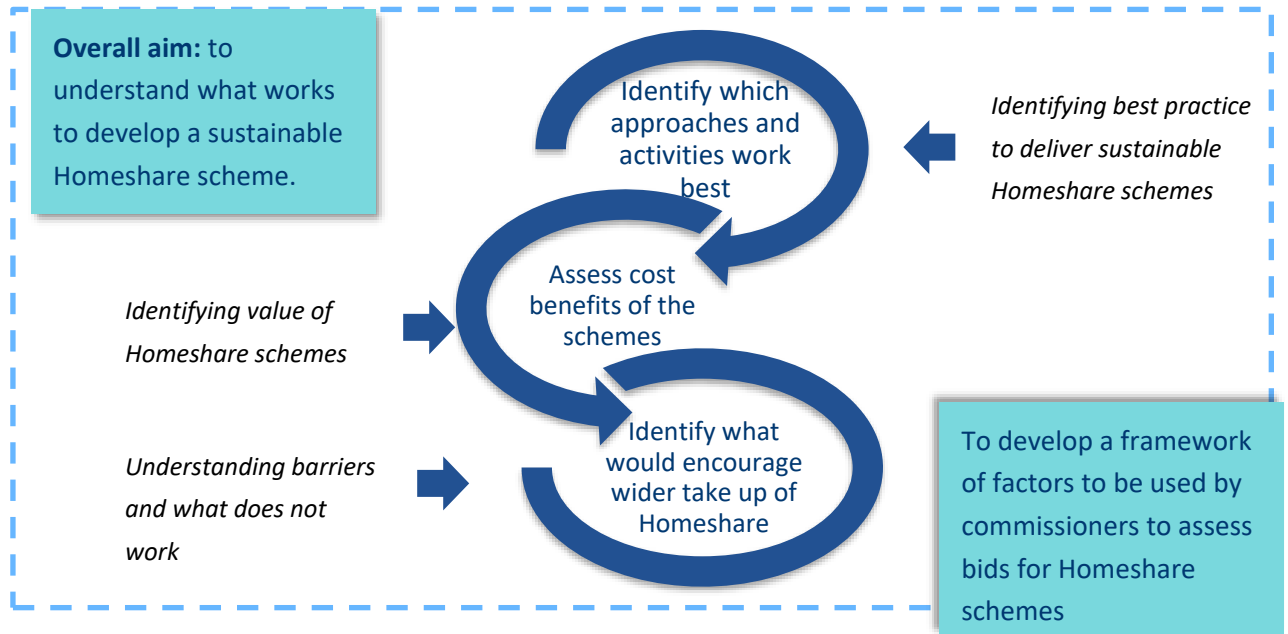 Overall aim: to
understand what works
to develop a sustainable
Homeshare scheme.
Identify which
approaches and
activities work
best
Identifying best practice
to deliver sustainable
Homeshare schemes
Assess cost
benefits of the
schemes
Identifying value of
Homeshare schemes
Identify what
would encourage
wider take up of
Homeshare
Understanding barriers
and what does not
work
To develop a framework
of factors to be used by
commissioners to assess
bids for Homeshare
schemes